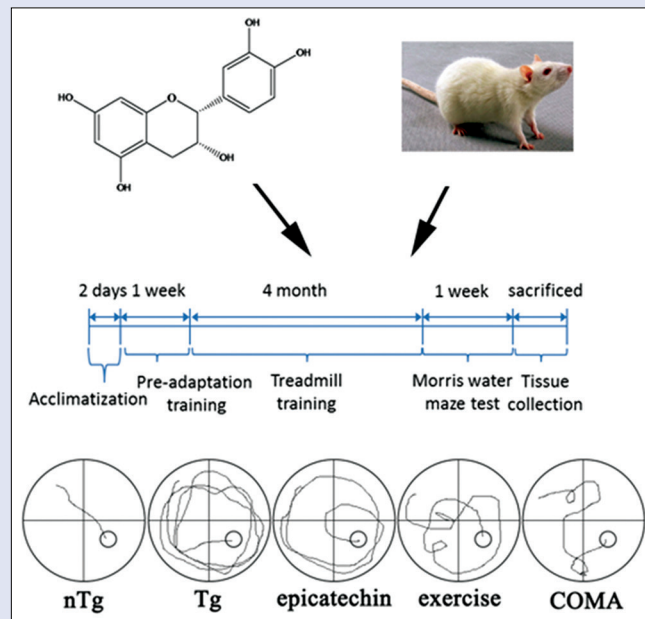 OH
OH
HO
O
OH
OH
2 days 1 week 4 month 1 week sacrificed
Acclimatization
Pre-adaptation
training
Treadmill
training
Morris water
maze test
Tissue
collection
nTg Tg epicatechin exercise COMA